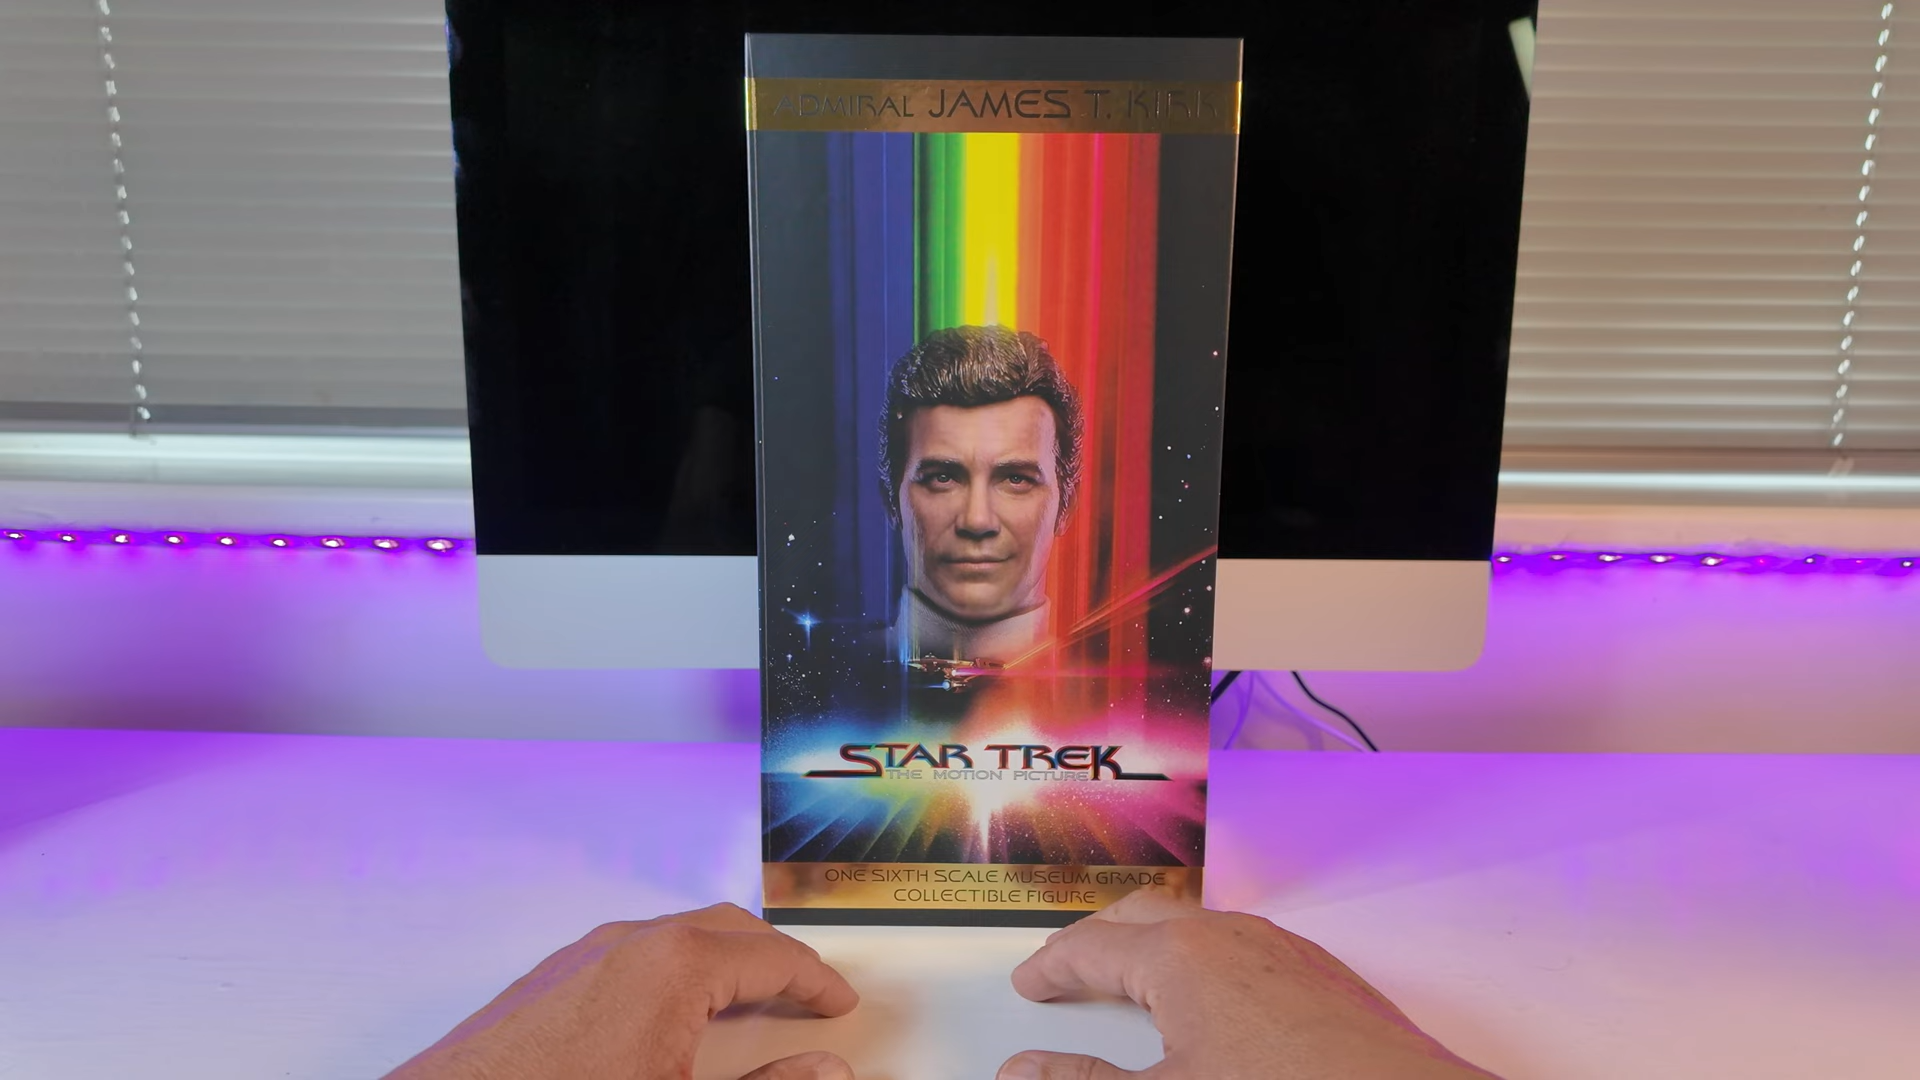 ADMIRAL JAMES T. KIRK
STAR TREK
THE MOTION PICTURE
ONE SIXTH SCALE MUSEUM GRADE
COLLECTIBLE FIGURE